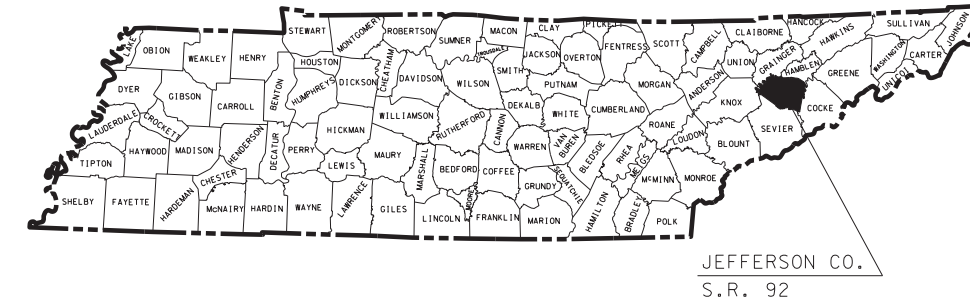 LAKE
OBION
WEAKLEY
HENRY
STEWART
MONTGOMERY
ROBERTSON
SUMNER
MACON
CLAY
PICKETT
SCOTT
CAMPBELL
CLAIBORNE
HANCOCK
HAWKINS
SULLIVAN
JOHNSON
HOUSTON
CHEATHAM
TROUSDALE
JACKSON
OVERTON
FENTRESS
UNION
GRAINGER
HAMBLEN
GREENE
WASHINGTON
CARTER
UNICOI
DYER
GIBSON
CARROLL
BENTON
HUMPHREYS
DICKSON
DAVIDSON
WILSON
SMITH
PUTNAM
MORGAN
ANDERSON
KNOX
COCKE
LAUDERDALE
CROCKETT
HICKMAN
WILLIAMSON
RUTHERFORD
CANNON
DEKALB
WHITE
CUMBERLAND
ROANE
LOUDON
BLOUNT
SEVIER
TIPTON
HAYWOOD
MADISON
HENDERSON
DECATUR
PERRY
LEWIS
MAURY
MARSHALL
BEDFORD
COFFEE
WARREN
VAN
BUREN
BLEDSOE
RHEA
MEIGS
McMINN
MONROE
SHELBY
FAYETTE
HARDEMAN
CHESTER
McNAIRY
HARDIN
WAYNE
LAWRENCE
GILES
LINCOLN
MOORE
FRANKLIN
GRUNDY
SEQUATCHIE
MARION
HAMILTON
BRADLEY
POLK
JEFFERSON CO.
S.R. 92